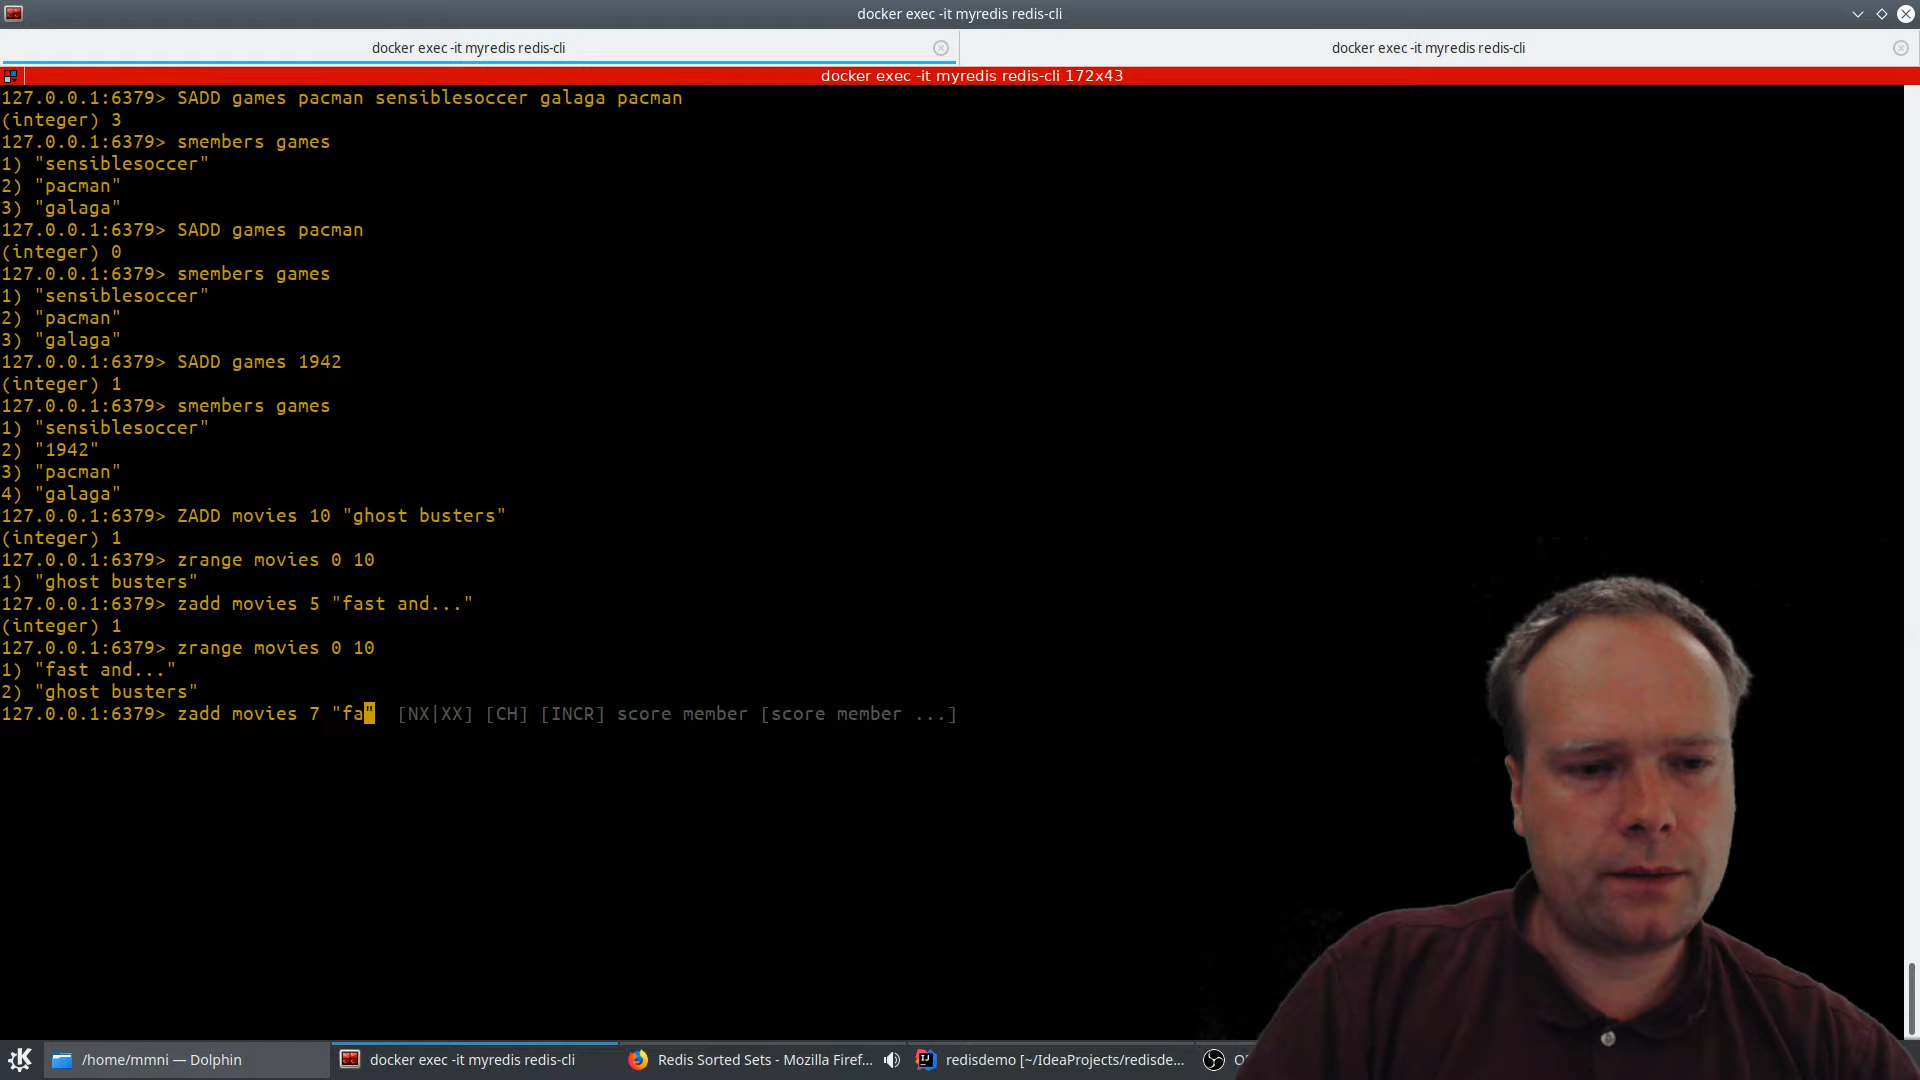 docker exec -it myredis redis-cli
docker exec -it myredis redis-cli
docker exec -it myredis redis-cli
docker exec -it myredis redis-cli 172x43
127.0.0.1:6379> SADD games pacman sensiblesoccer galaga pacman
(integer) 3
127.0.0.1:6379> smembers games
1) "sensiblesoccer"
2) "pacman"
3) "galaga"
127.0.0.1:6379> SADD games pacman
(integer) 0
127.0.0.1:6379> smembers games
1) "sensiblesoccer"
2) "pacman"
3) "galaga"
127.0.0.1:6379> SADD games 1942
(integer) 1
127.0.0.1:6379> smembers games
1) "sensiblesoccer"
2) "1942"
3) "pacman"
4) "galaga"
127.0.0.1:6379> ZADD movies 10 "ghost busters"
(integer) 1
127.0.0.1:6379> zrange movies 0 10
1) "ghost busters"
127.0.0.1:6379> zadd movies 5 "fast and..."
(integer) 1
127.0.0.1:6379> zrange movies 0 10
1) "fast and..."
2) "ghost busters"
127.0.0.1:6379> zadd movies 7 "fa" [NX|XX] [CH] [INCR] score member [score member ...]
/home/mmni — Dolphin
docker exec -it myredis redis-cli
Redis Sorted Sets - Mozilla Firef...
redisdemo [~/IdeaProjects/redisde...